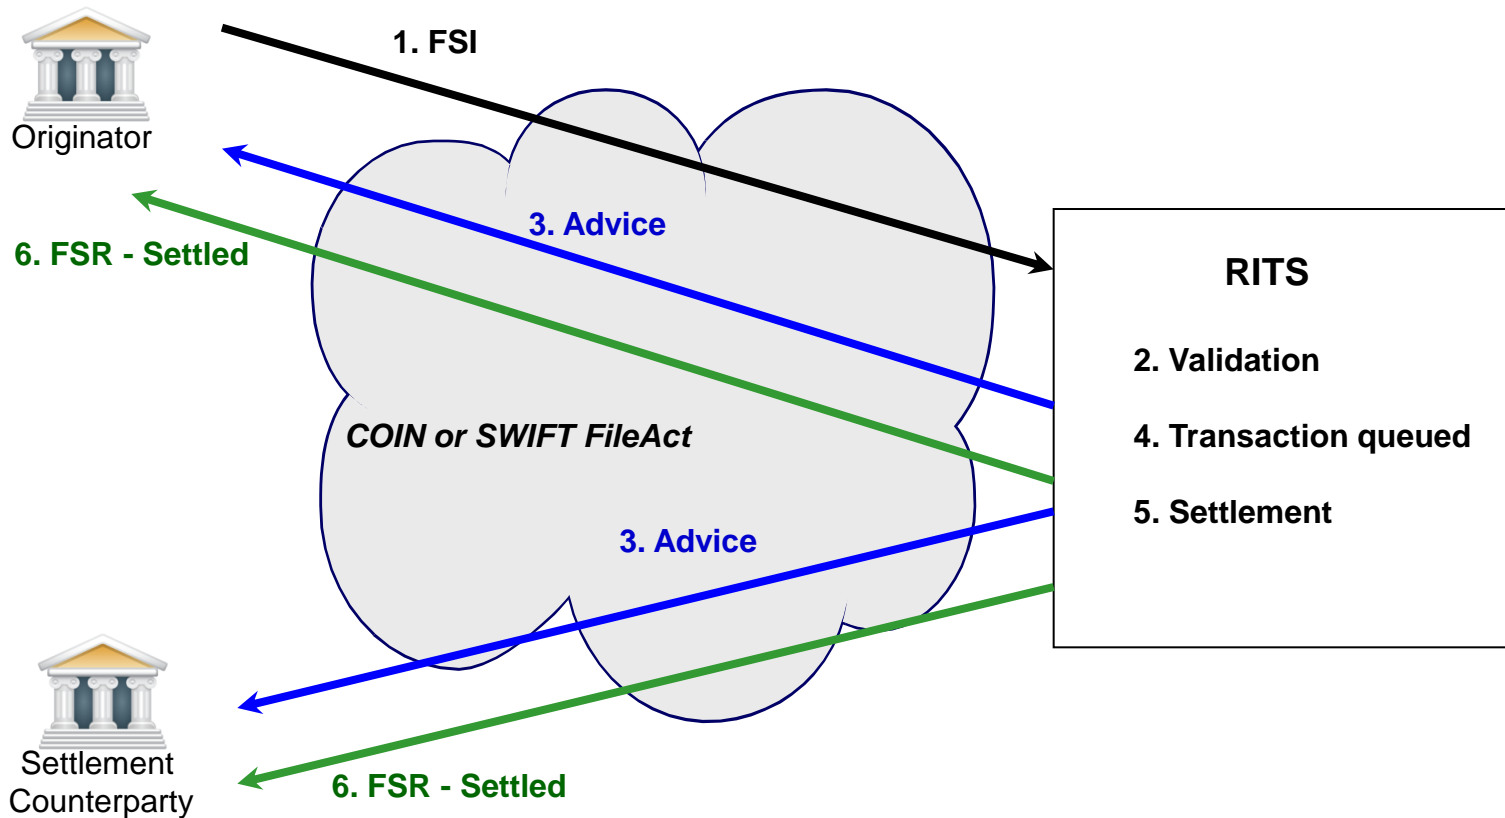 1. FSI
Originator
3. Advice
6. FSR - Settled
RITS
2. Validation
COIN or SWIFT FileAct
4. Transaction queued
5. Settlement
3. Advice
Settlement
Counterparty
6. FSR - Settled